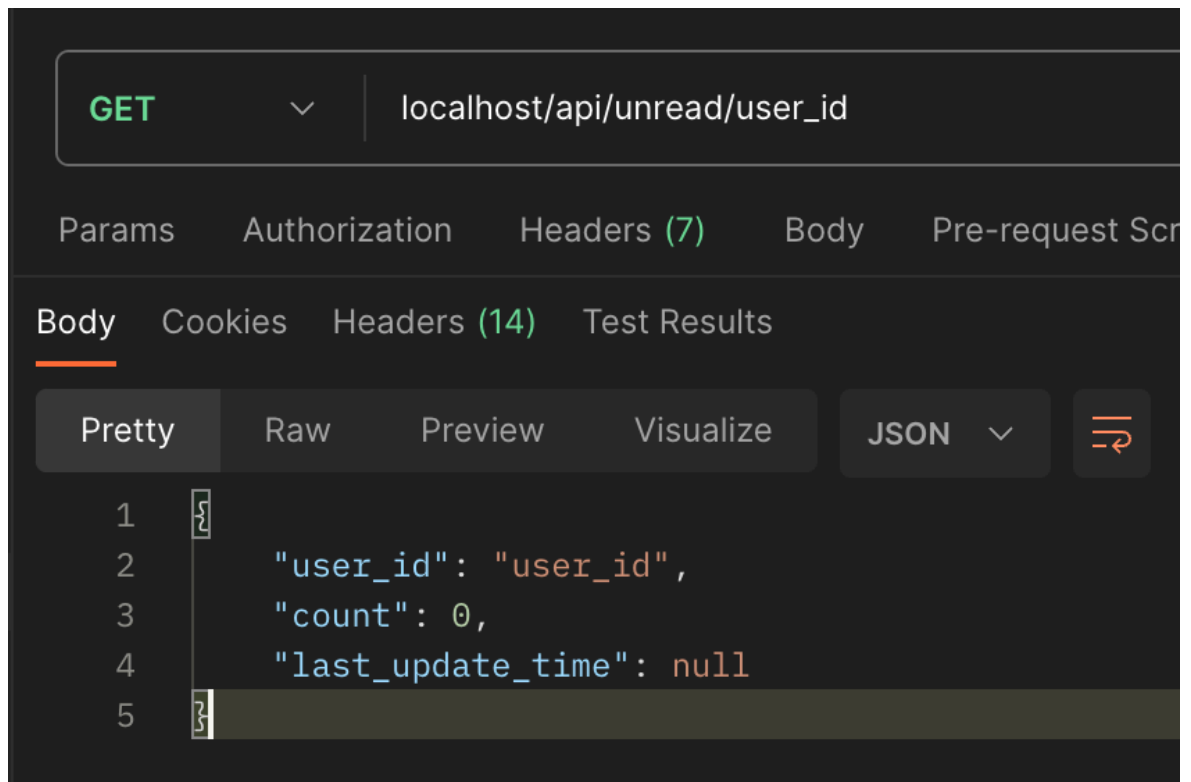 GET localhost/api/unread/user_id
Params Authorization Headers (7) Body Pre-request Scr
Body Cookies Headers (14) Test Results
Pretty Raw Preview Visualize JSON
1 {
2 "user_id": "user_id",
3 "count": 0,
4 "last_update_time": null
5 }